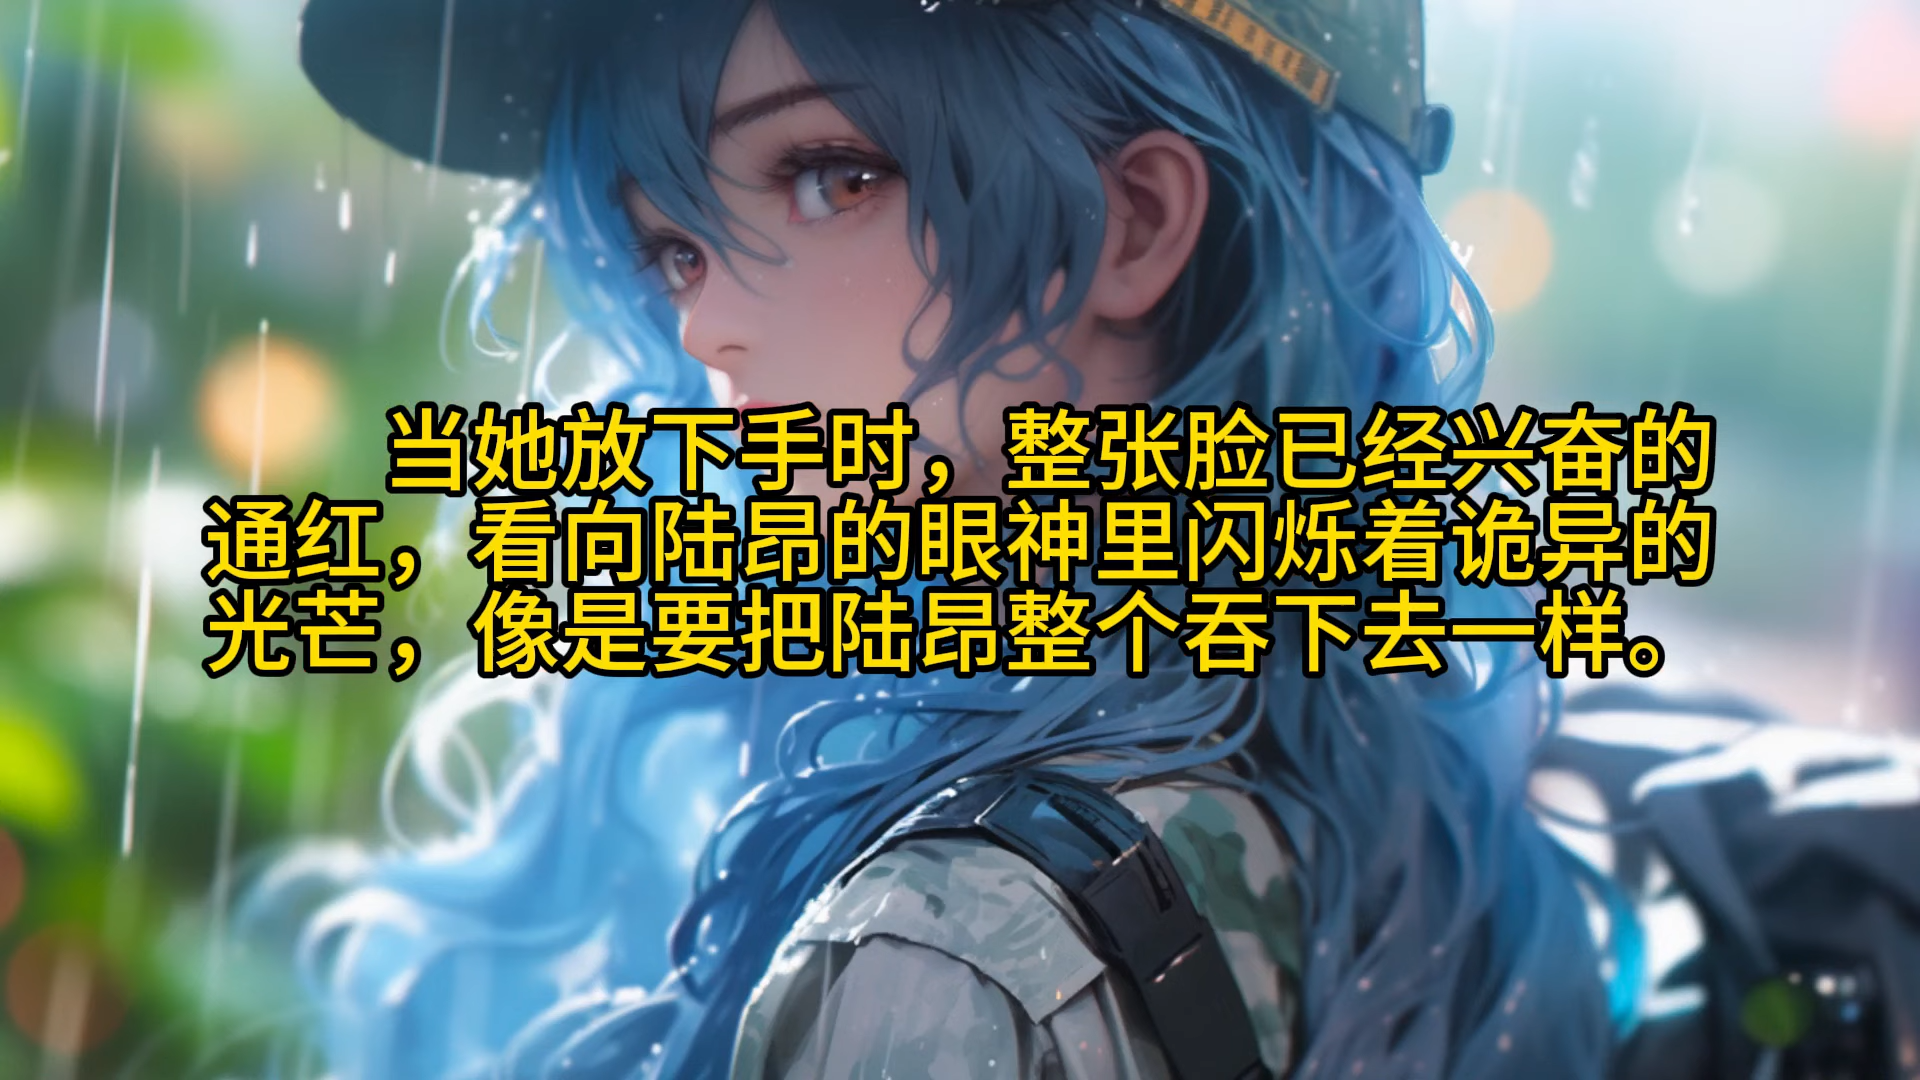 当她放下手时，整张脸已经兴奋的
通红，看向陆昂的眼神里闪烁着诡异的
光芒，像是要把陆昂整个吞下去一样。